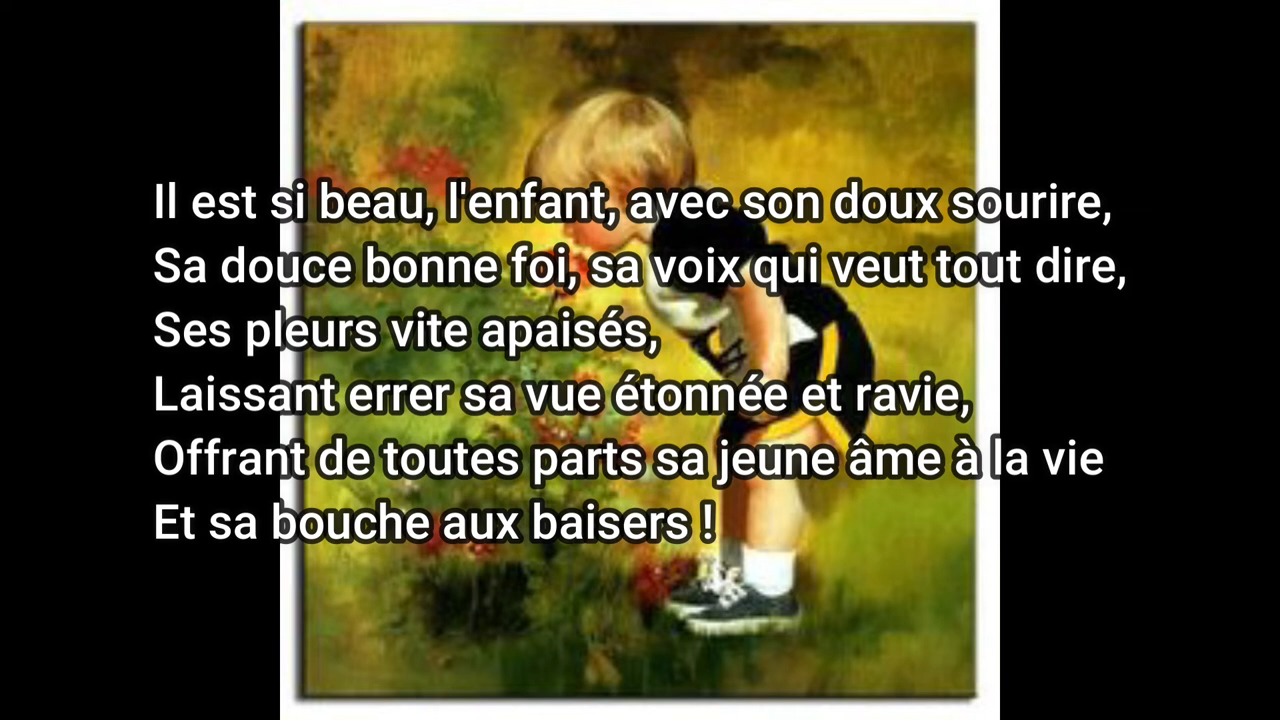 Il est si beau, l'enfant, avec son doux sourire,
Sa douce bonne foi, sa voix qui veut tout dire,
Ses pleurs vite apaisés,
Laissant errer sa vue étonnée et ravie,
Offrant de toutes parts sa jeune âme à la vie
Et sa bouche aux baisers !